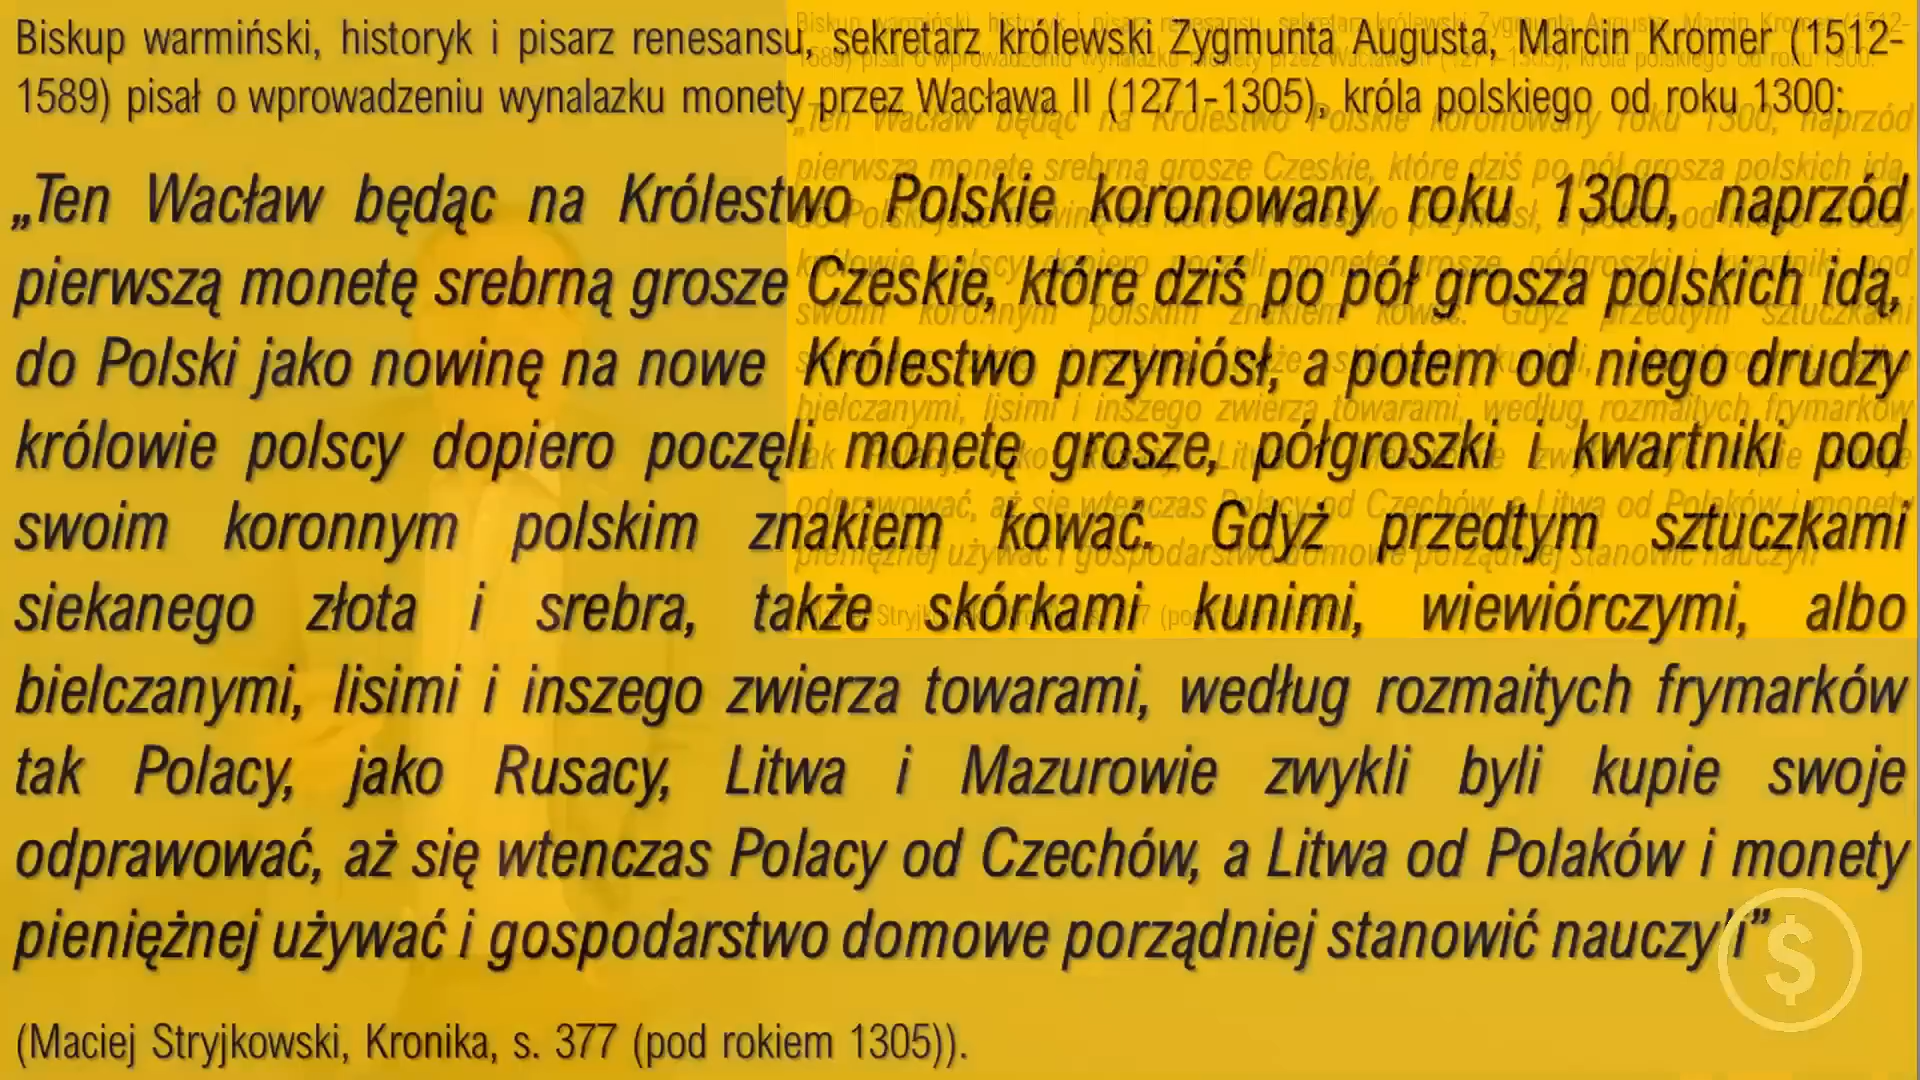 Biskup warmiński, historyk i pisarz renesansu, sekretarz królewski Zygmunta Augusta, Marcin Kromer (1512-
1589) pisał o wprowadzeniu wynalazku monety przez Wacława II (1271-1305), króla polskiego od roku 1300:
„Ten Wacław będąc na Królestwo Polskie koronowany roku 1300, naprzód
pierwszą monetę srebrną grosze Czeskie, które dziś po pół grosza polskich idą,
do Polski jako nowinę na nowe Królestwo przyniósł, a potem od niego drudzy
królowie polscy dopiero poczęli monetę grosze, półgroszki i kwartniki pod
swoim koronnym polskim znakiem kować. Gdyż przedtym sztuczkami
siekanego złota i srebra, także skórkami kunimi, wiewiórczymi, albo
bielczanymi, lisimi i inszego zwierza towarami, według rozmaitych frymarków
tak Polacy, jako Rusacy, Litwa i Mazurowie zwykli byli kupie swoje
odprawować, aż się wtenczas Polacy od Czechów, a Litwa od Polaków i monety
pieniężnej używać i gospodarstwo domowe porządniej stanowić nauczyli”
(Maciej Stryjkowski, Kronika, s. 377 (pod rokiem 1305)).
$